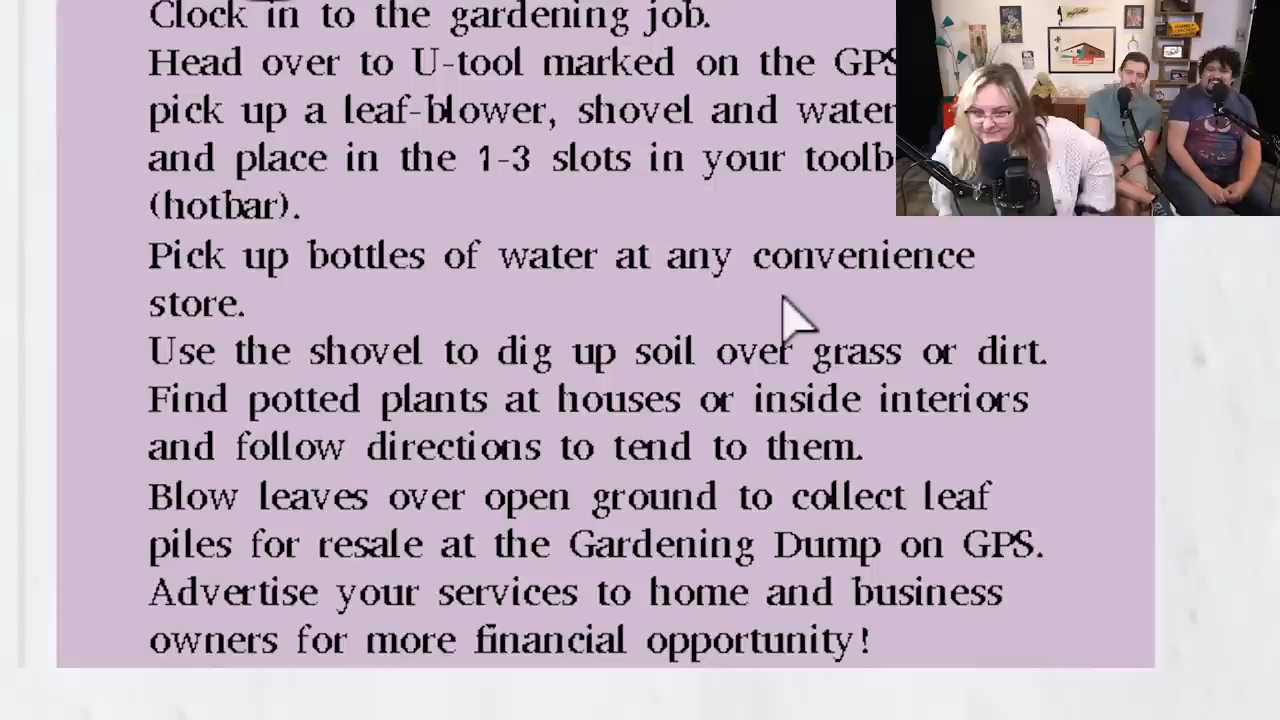 Clock in to the gardening job.
Head over to U-tool marked on the GPS
pick up a leaf-blower, shovel and water
and place in the 1-3 slots in your
(hotbar).
Pick up bottles of water at any convenience
store.
Use the shovel to dig up soil over grass or dirt.
Find potted plants at houses or inside interiors
and follow directions to tend to them.
Blow leaves over open ground to collect leaf
piles for resale at the Gardening Dump on GPS.
Advertise your services to home and business
owners for more financial opportunity!